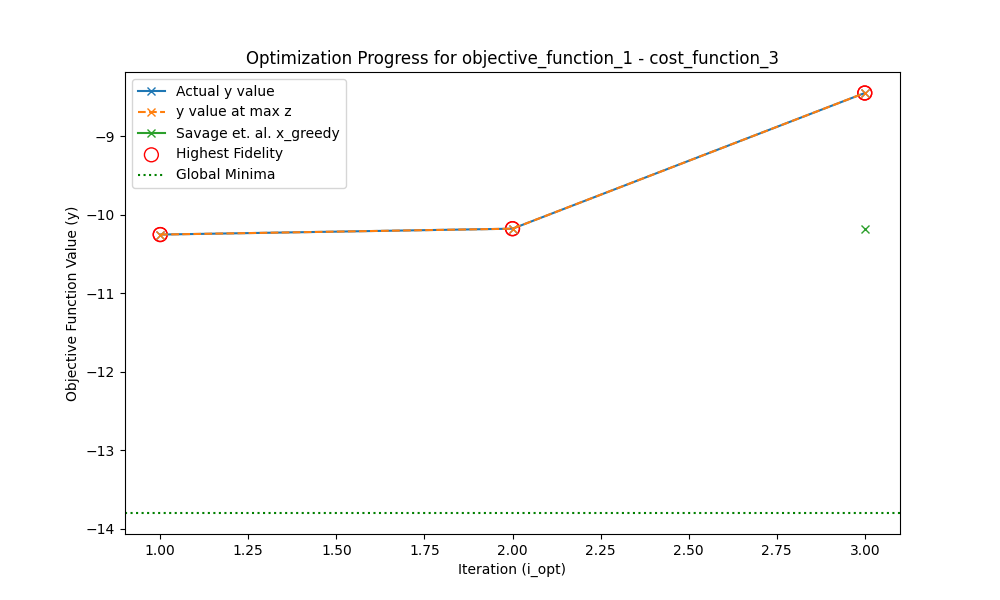 Optimization Progress for objective_function_1 - cost_function_3
Actual y value
y value at max z
Savage et. al. x_greedy
Highest Fidelity
Global Minima
Objective Function Value (y)
−9
−10
−11
−12
−13
−14
1.00 1.25 1.50 1.75 2.00 2.25 2.50 2.75 3.00
Iteration (i_opt)